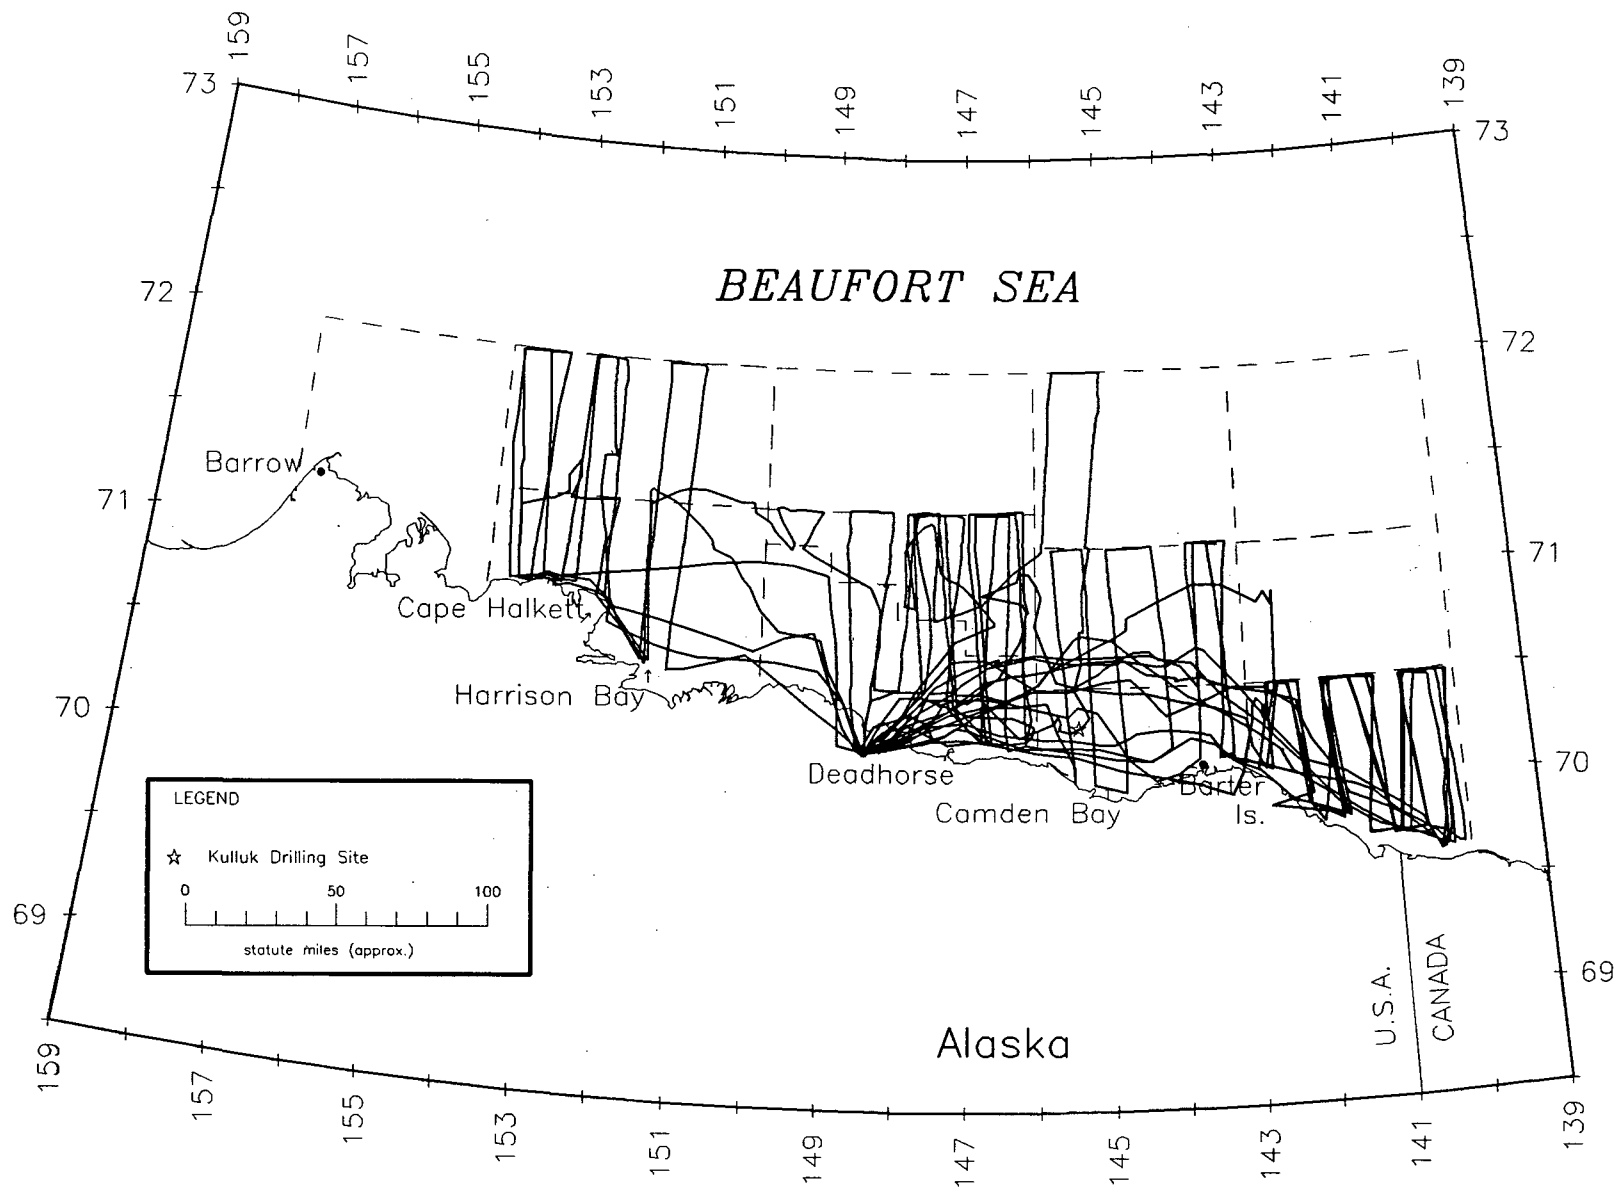 159 157 155 153 151 149 147 145 143 141 139
73 73
BEAUFORT SEA
72 72
Barrow
71 71
Cape Halkett
Harrison Bay
70 70
Deadhorse
Barter
Is.
Camden Bay
LEGEND
Kulluk Drilling Site
0 50 100
statute miles (approx.)
69 69
U.S.A.
CANADA
Alaska
159 157 155 153 151 149 147 145 143 141 139